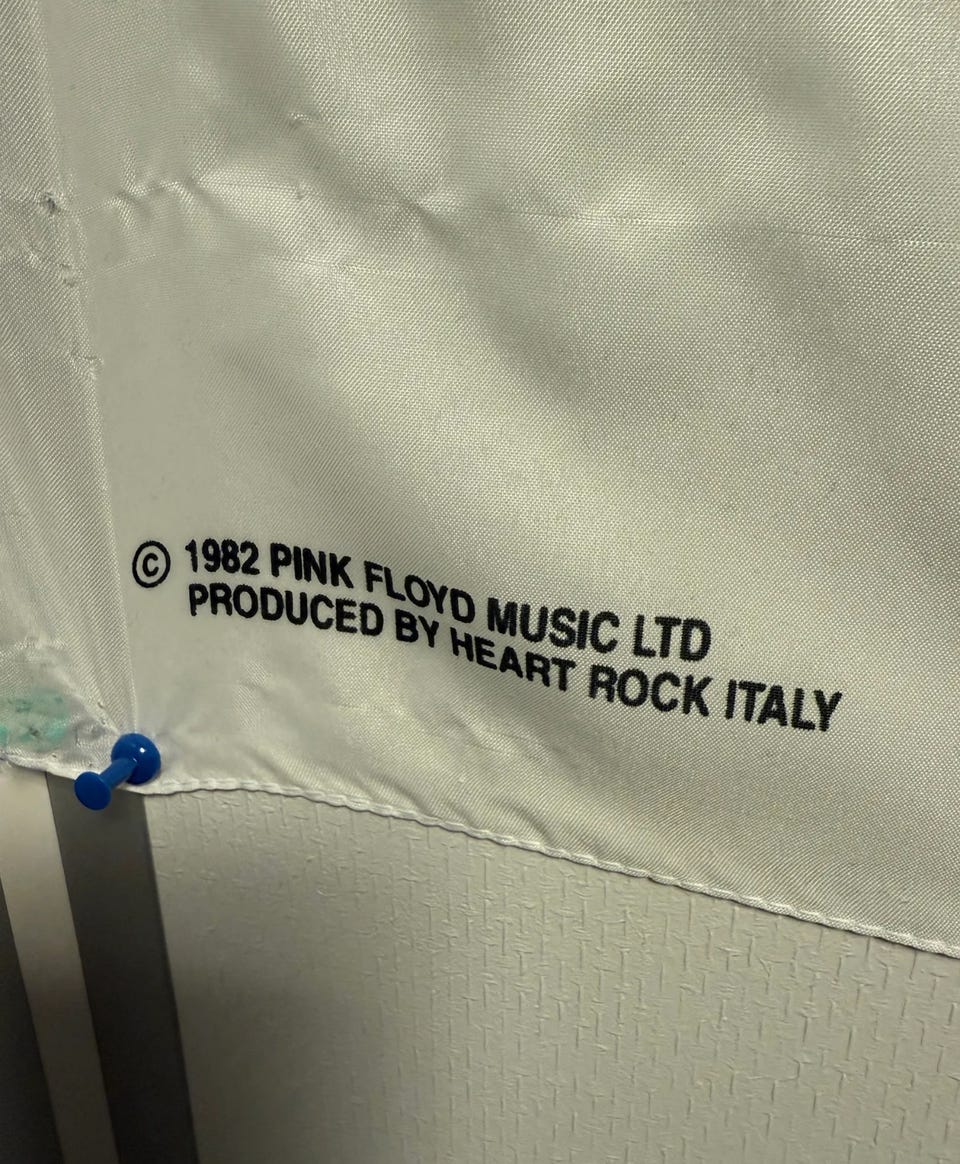 © 1982 PINK FLOYD MUSIC LTD
PRODUCED BY HEART ROCK ITALY